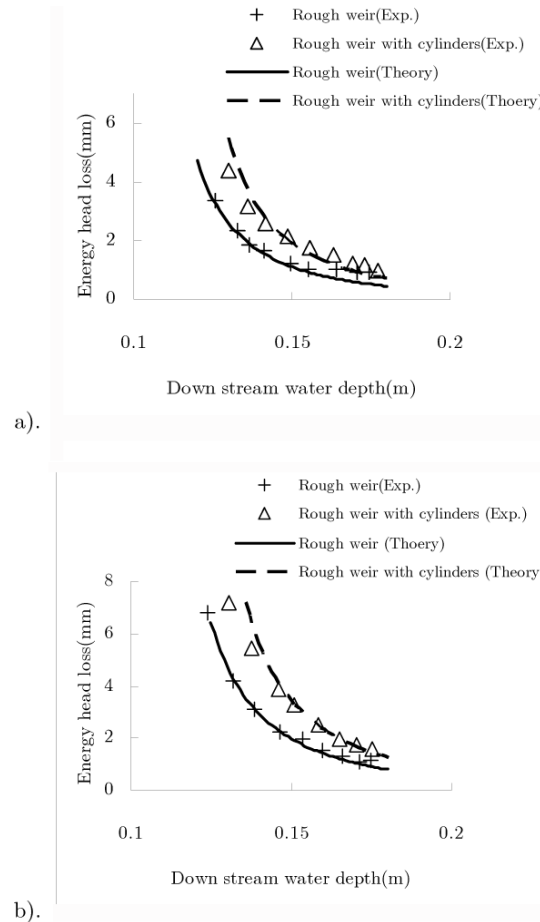 Rough weir(Exp.)
Rough weir with cylinders(Exp.)
Rough weir(Theory)
Rough weir with cylinders(Thoery)
6
4
2
0
Energy head loss(mm)
0.1 0.15 0.2
Down stream water depth(m)
a).
Rough weir(Exp.)
Rough weir with cylinders (Exp.)
Rough weir (Thoery)
Rough weir with cylinders (Theory
8
6
4
2
0
Energy head loss(mm)
0.1 0.15 0.2
Down stream water depth(m)
b).